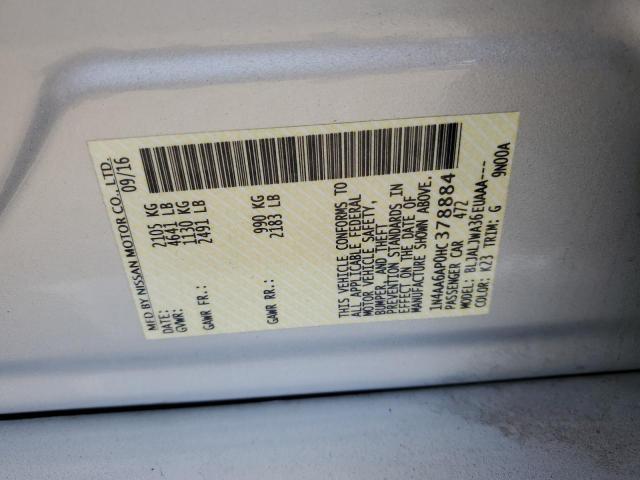 MFD BY NISSAN MOTOR CO., LTD.
DATE: 09/16
GVWR: 2105 KG
4641 LB
GAWR FR.: 1130 KG
2491 LB
GAWR RR.: 990 KG
2183 LB
THIS VEHICLE CONFORMS TO
ALL APPLICABLE FEDERAL
MOTOR VEHICLE SAFETY,
BUMPER, AND THEFT
PREVENTION STANDARDS IN
EFFECT ON THE DATE OF
MANUFACTURE SHOWN ABOVE.
1N4AA6AP0HC378884
PASSENGER CAR 472
MODEL: BLJALJWA36EUAAA----
COLOR: K23 TRIM: G 9N00A